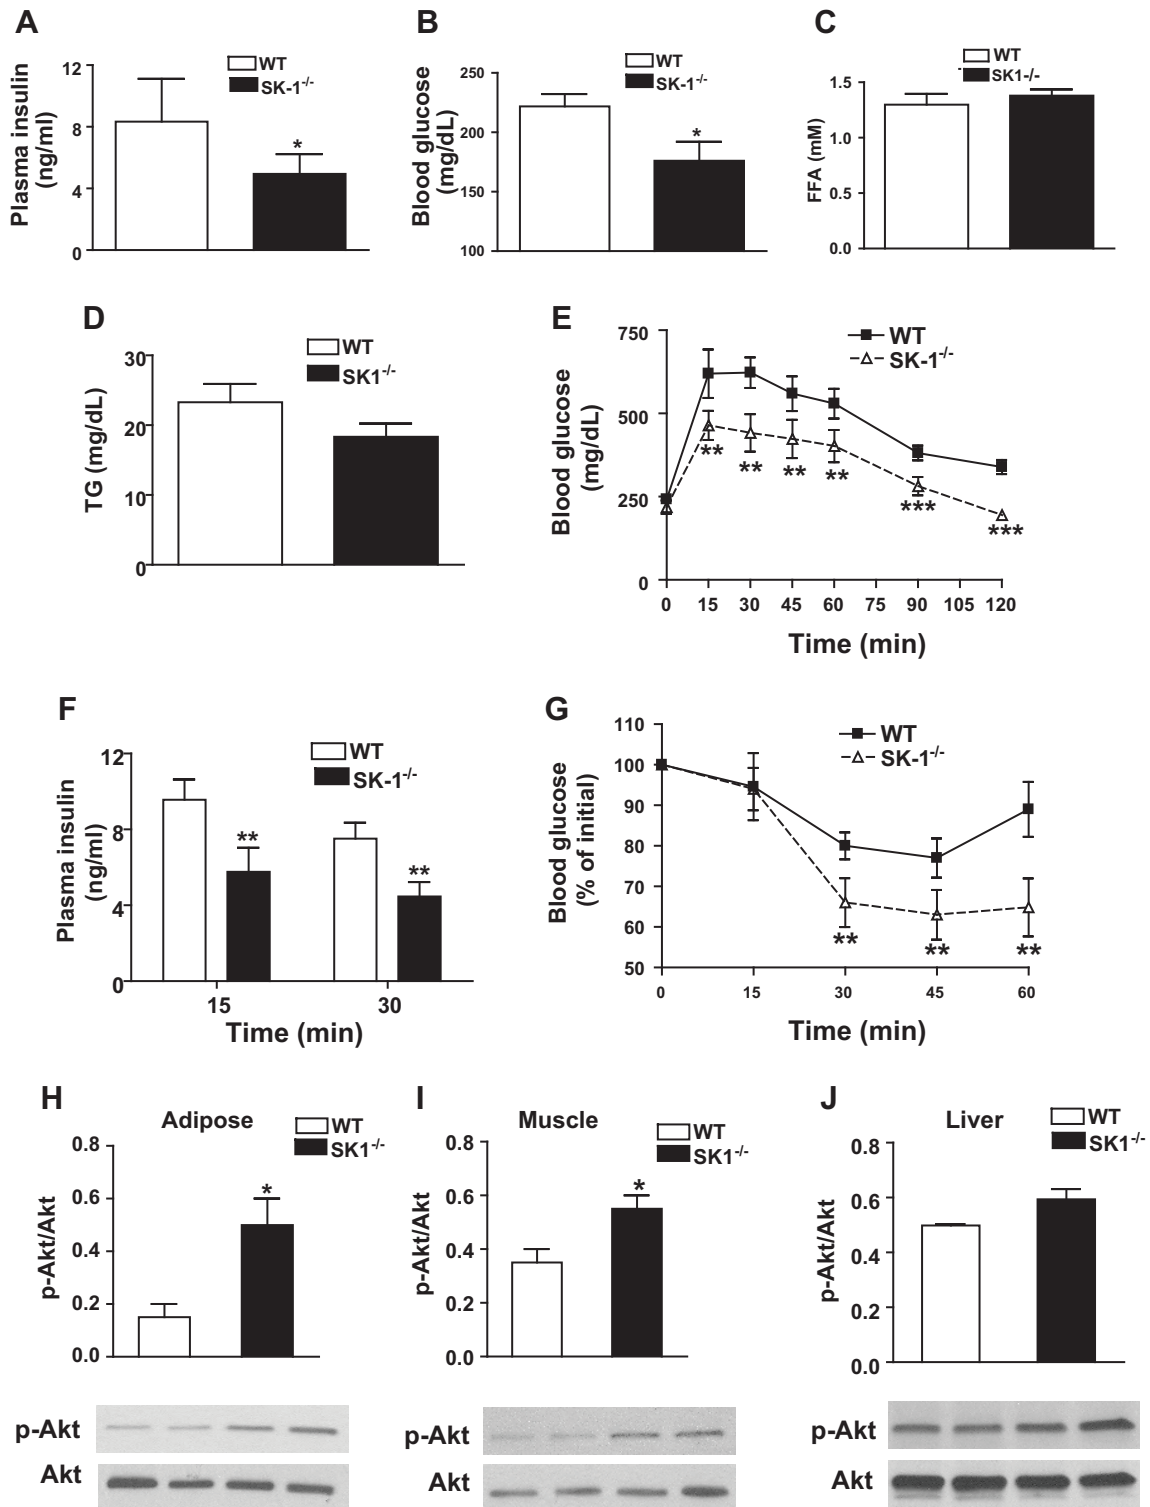 A
WT
SK-1-/-
Plasma insulin
(ng/ml)
12
8
4
0
*
B
WT
SK-1-/-
Blood glucose
(mg/dL)
250
200
150
100
*
C
WT
SK1-/-
FFA (mM)
1.5
1.0
0.5
0.0
D
WT
SK1-/-
TG (mg/dL)
30
20
10
0
E
WT
SK-1-/-
Blood glucose
(mg/dL)
750
500
250
0
** ** ** ** *** ***
0 15 30 45 60 75 90 105 120
Time (min)
F
WT
SK-1-/-
Plasma insulin
(ng/ml)
12
8
4
0
** **
15 30
Time (min)
G
WT
SK-1-/-
Blood glucose
(% of initial)
110
100
90
80
70
60
50
** ** **
0 15 30 45 60
Time (min)
H
Adipose
WT
SK1-/-
p-Akt/Akt
0.8
0.6
0.4
0.2
0.0
*
p-Akt
Akt
I
Muscle
WT
SK1-/-
p-Akt/Akt
0.8
0.6
0.4
0.2
0.0
*
p-Akt
Akt
J
Liver
WT
SK1-/-
p-Akt/Akt
0.8
0.6
0.4
0.2
0.0
p-Akt
Akt